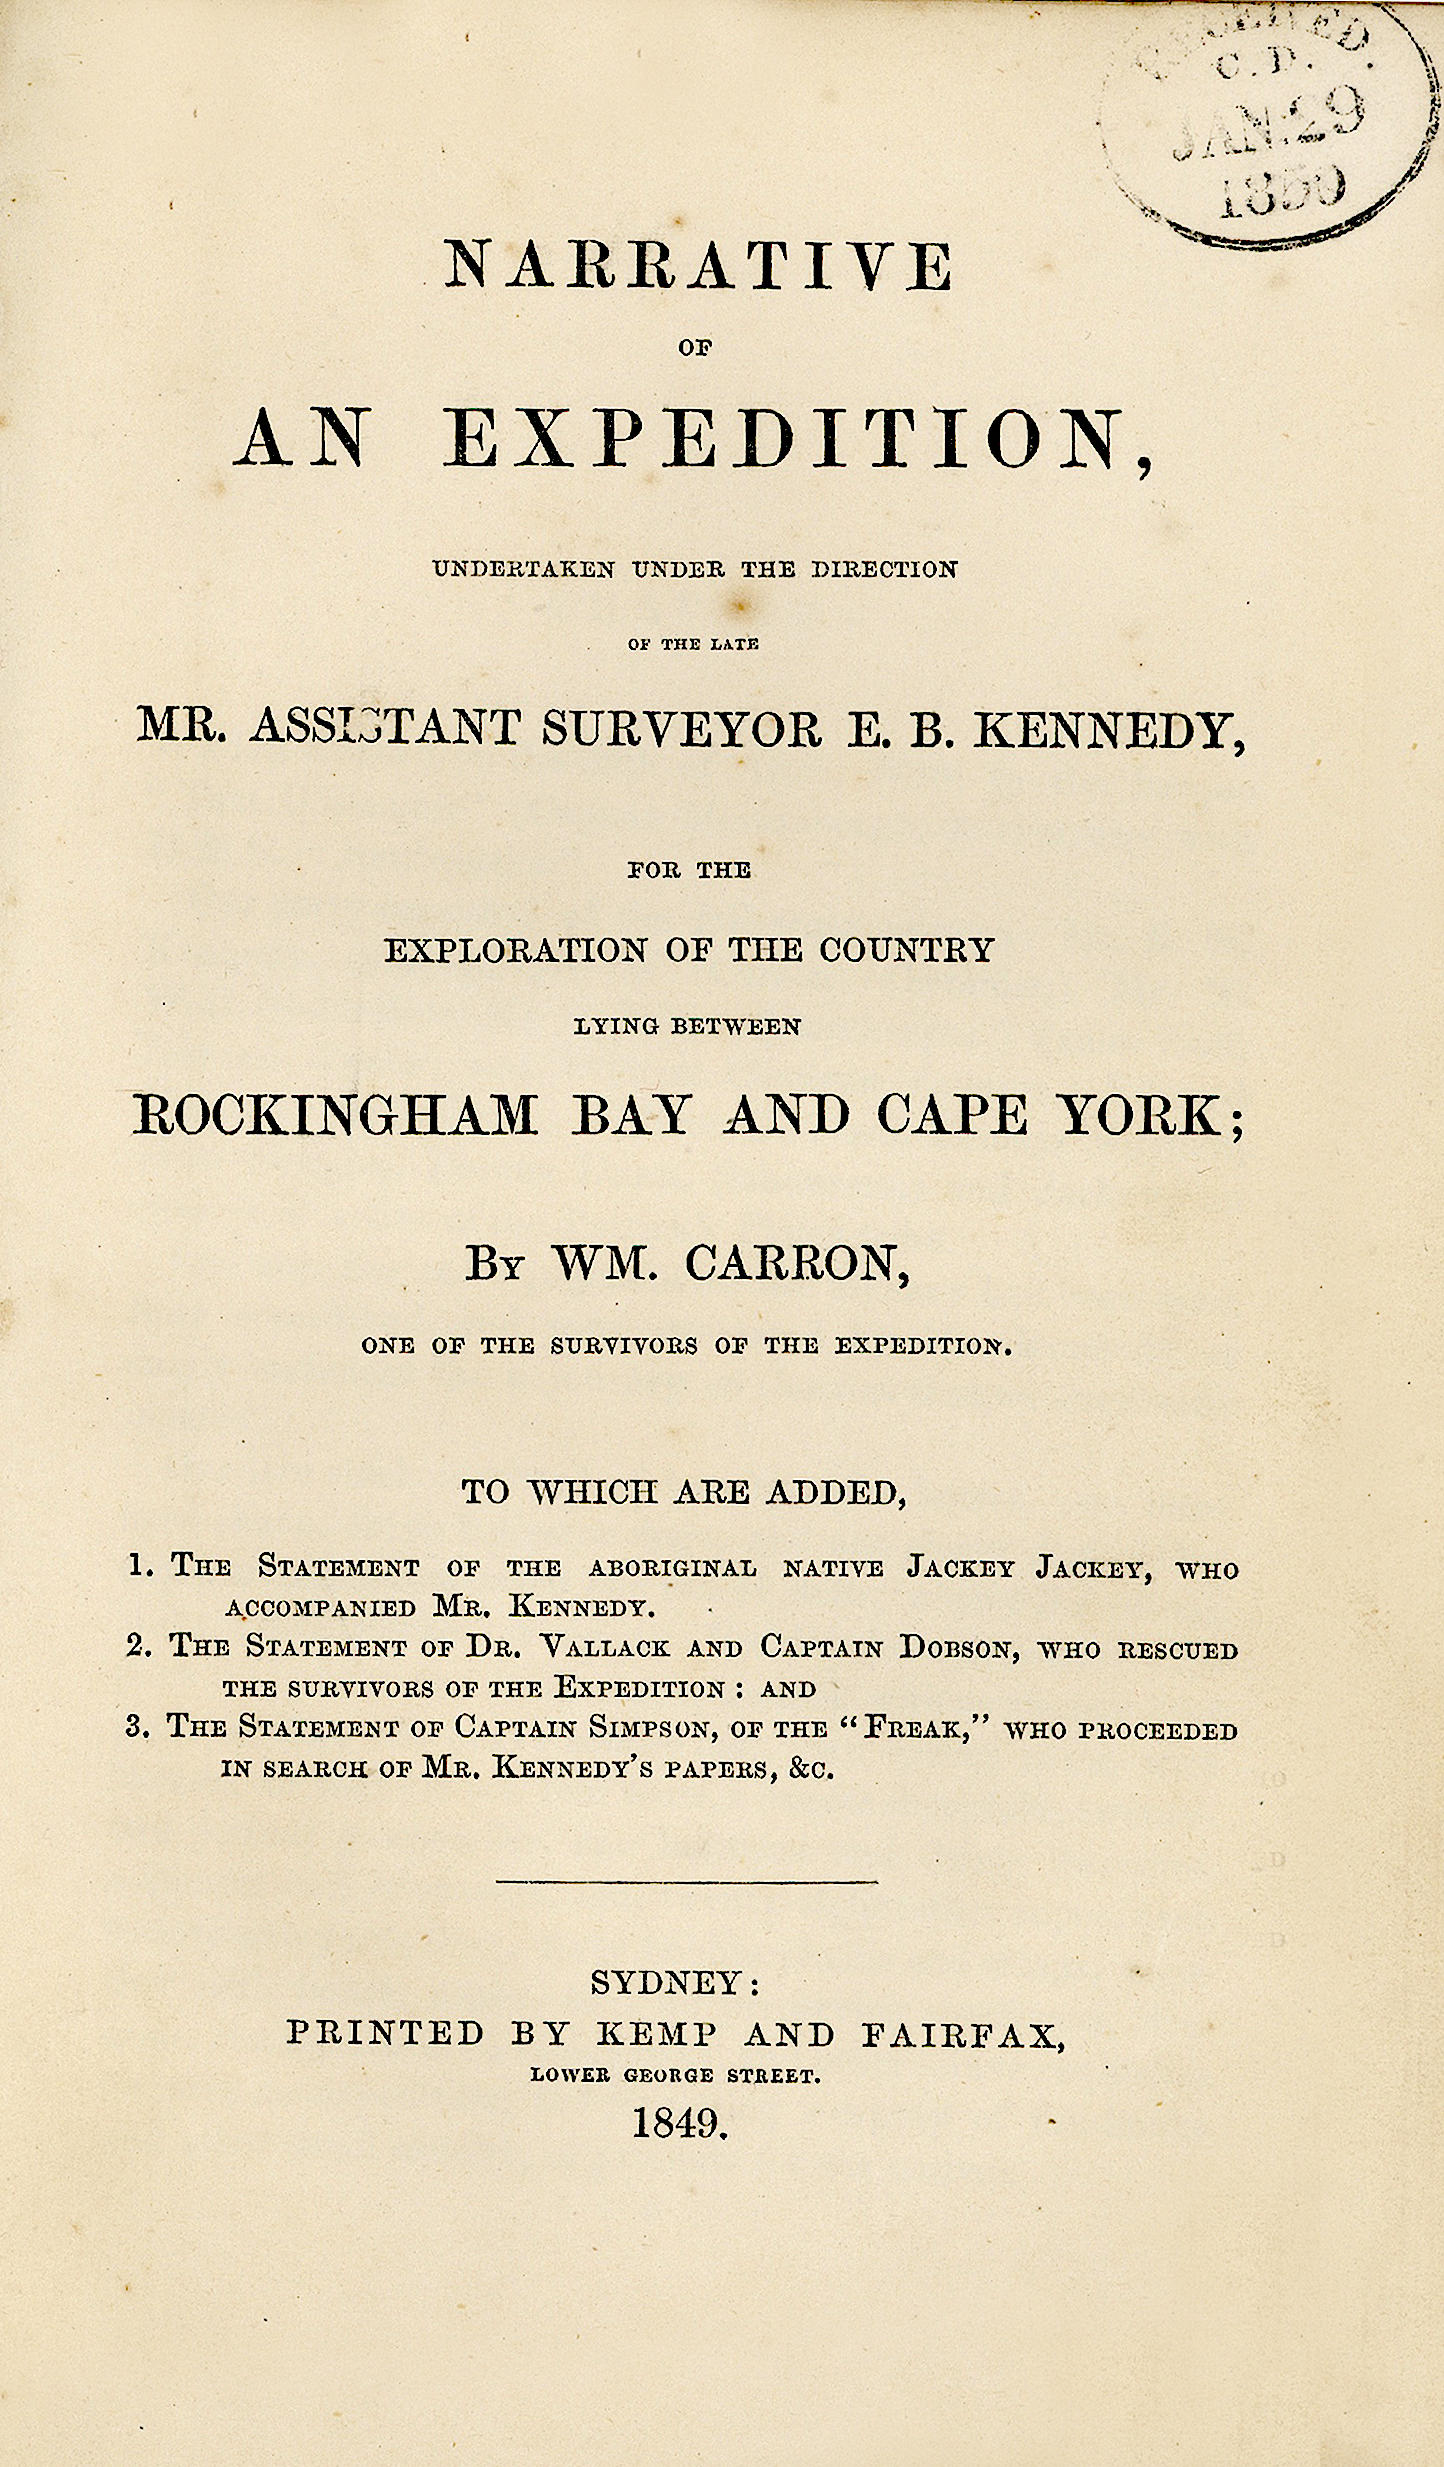 RECEIVED.
C. D.
JAN. 29
1850
NARRATIVE
OF
AN EXPEDITION,
UNDERTAKEN UNDER THE DIRECTION
OF THE LATE
MR. ASSISTANT SURVEYOR E. B. KENNEDY,
FOR THE
EXPLORATION OF THE COUNTRY
LYING BETWEEN
ROCKINGHAM BAY AND CAPE YORK;
BY WM. CARRON,
ONE OF THE SURVIVORS OF THE EXPEDITION.
TO WHICH ARE ADDED,
1. THE STATEMENT OF THE ABORIGINAL NATIVE JACKEY JACKEY, WHO
ACCOMPANIED MR. KENNEDY.
2. THE STATEMENT OF DR. VALLACK AND CAPTAIN DOBSON, WHO RESCUED
THE SURVIVORS OF THE EXPEDITION: AND
3. THE STATEMENT OF CAPTAIN SIMPSON, OF THE “FREAK,” WHO PROCEEDED
IN SEARCH OF MR. KENNEDY’S PAPERS, &C.
SYDNEY:
PRINTED BY KEMP AND FAIRFAX,
LOWER GEORGE STREET.
1849.